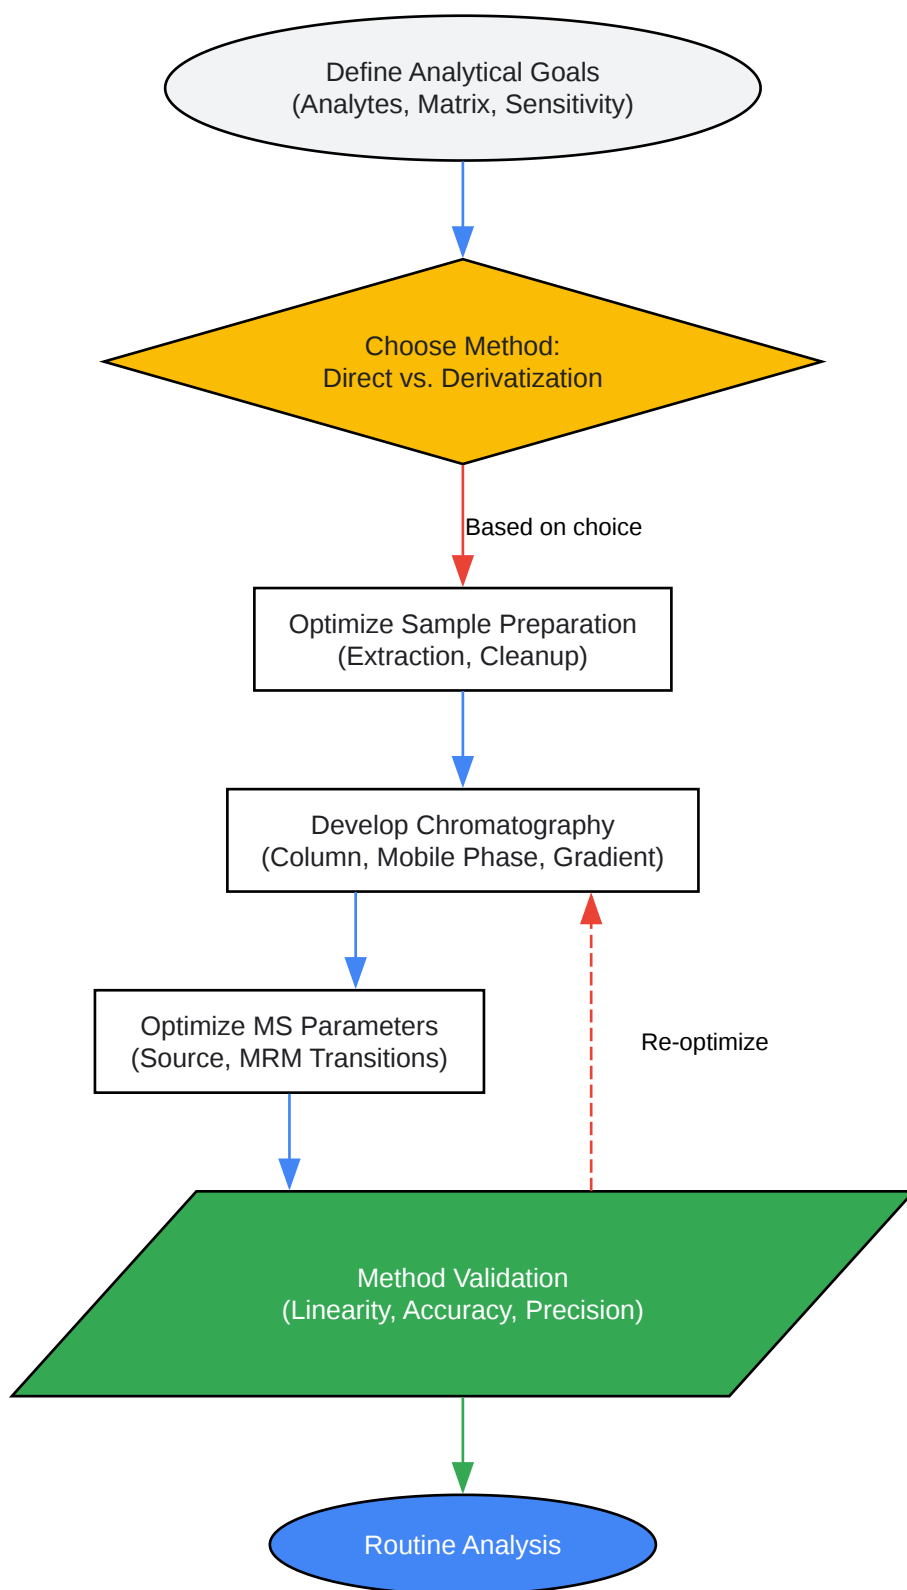 Define Analytical Goals
(Analytes, Matrix, Sensitivity)
Choose Method:
Direct vs. Derivatization
Based on choice
Optimize Sample Preparation
(Extraction, Cleanup)
Develop Chromatography
(Column, Mobile Phase, Gradient)
Optimize MS Parameters
(Source, MRM Transitions)
Re-optimize
Method Validation
(Linearity, Accuracy, Precision)
Routine Analysis